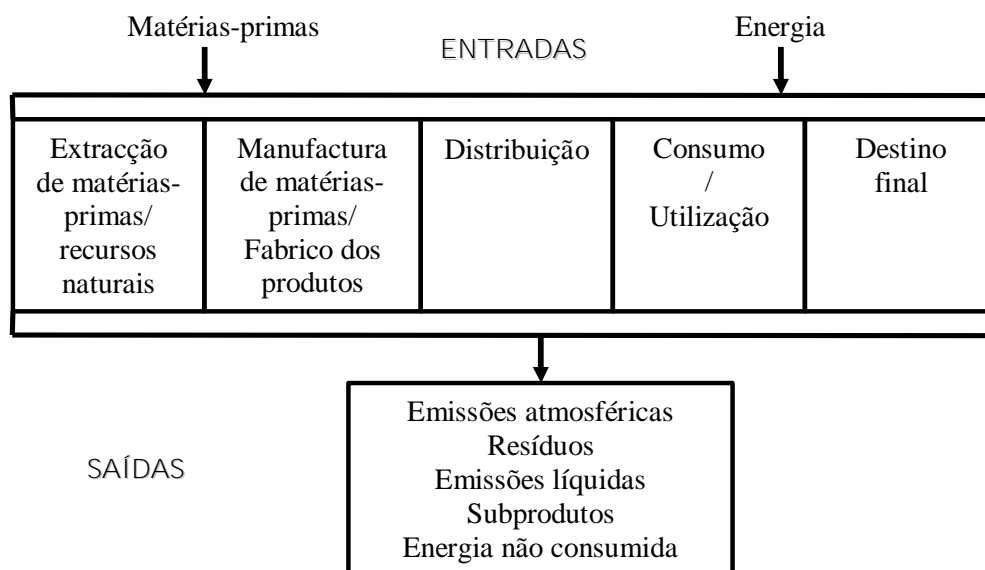 Matérias-primas
Energia
ENTRADAS
Extracção
de matérias-
primas/
recursos
naturais
Manufactura
de matérias-
primas/
Fabrico dos
produtos
Distribuição
Consumo
/
Utilização
Destino
final
Emissões atmosféricas
Resíduos
Emissões líquidas
Subprodutos
Energia não consumida
SAÍDAS